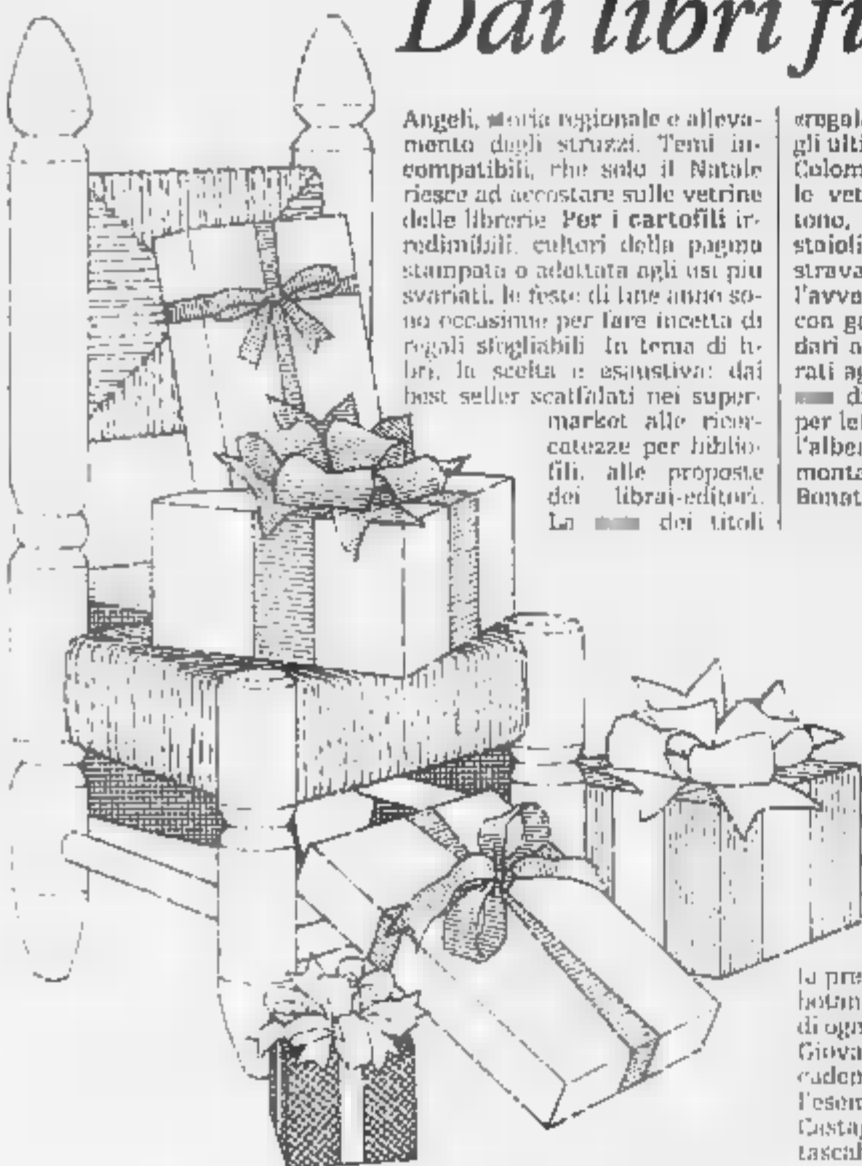 Dai libri fi
Angeli, storia regionale e alleva-
mento degli struzzi. Temi in-
compatibili, che solo il Natale
riesce ad accostare sulle vetrine
delle librerie. Per i cartofili ir-
redimibili, cultori della pagina
stampata o adattata agli usi più
svariati, le feste di fine anno so-
no occasione per fare incetta di
regali sfogliabili. In tema di li-
bri, la scelta è esaustiva: dai
best seller scaffalati nei super-
market alle ricer-
catezze per biblio-
fili, alle proposte
dei librai-editori.
La dei titoli
«regala
gli ulti
Colom
le vet
tono,
staioli
strava
l'avve
con ga
dari a
rati ag
di
per let
l'alber
monta
Bonat
la pre
botan
di ogn
Giova
caden
l'esem
Castag
tascal